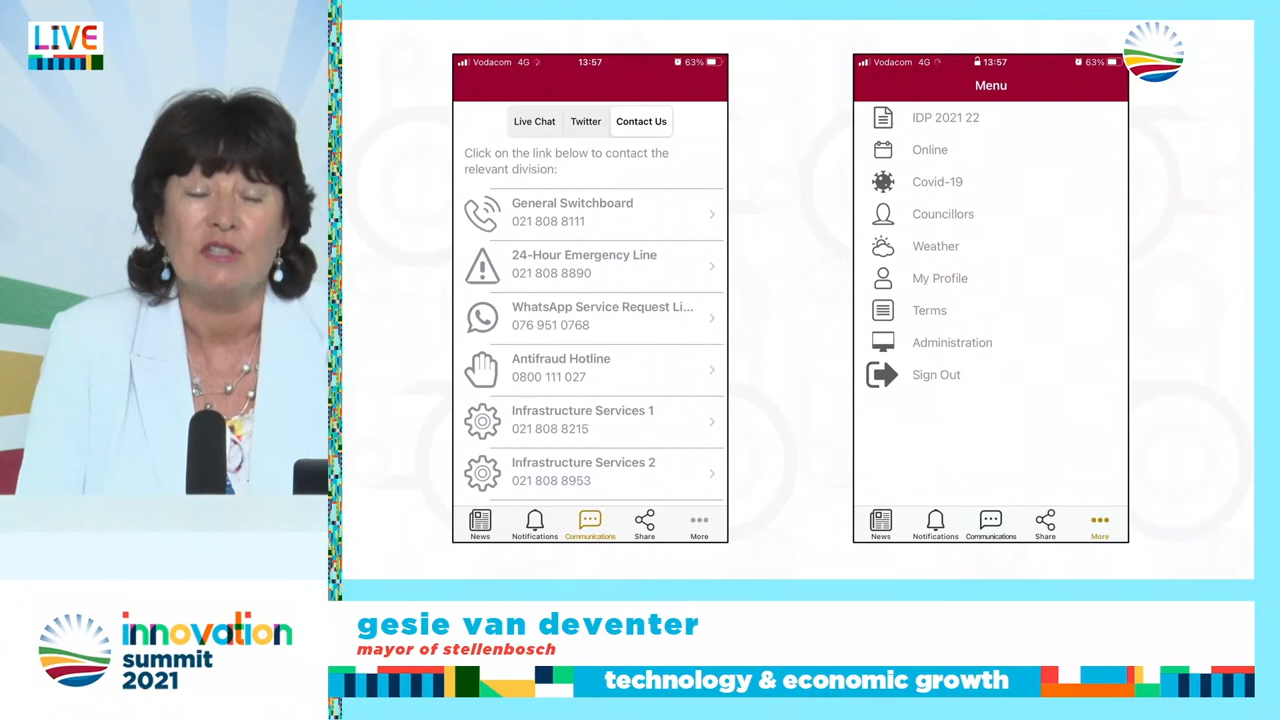 LIVE
Vodacom 4G 13:57 63%
Live Chat Twitter Contact Us
Click on the link below to contact the
relevant division:
General Switchboard
021 808 8111
24-Hour Emergency Line
021 808 8890
WhatsApp Service Request Li...
076 951 0768
Antifraud Hotline
0800 111 027
Infrastructure Services 1
021 808 8215
Infrastructure Services 2
021 808 8953
News Notifications Communications Share More
Vodacom 4G 13:57 63%
Menu
IDP 2021 22
Online
Covid-19
Councillors
Weather
My Profile
Terms
Administration
Sign Out
News Notifications Communications Share More
innovation
summit
2021
gesie van deventer
mayor of stellenbosch
technology & economic growth